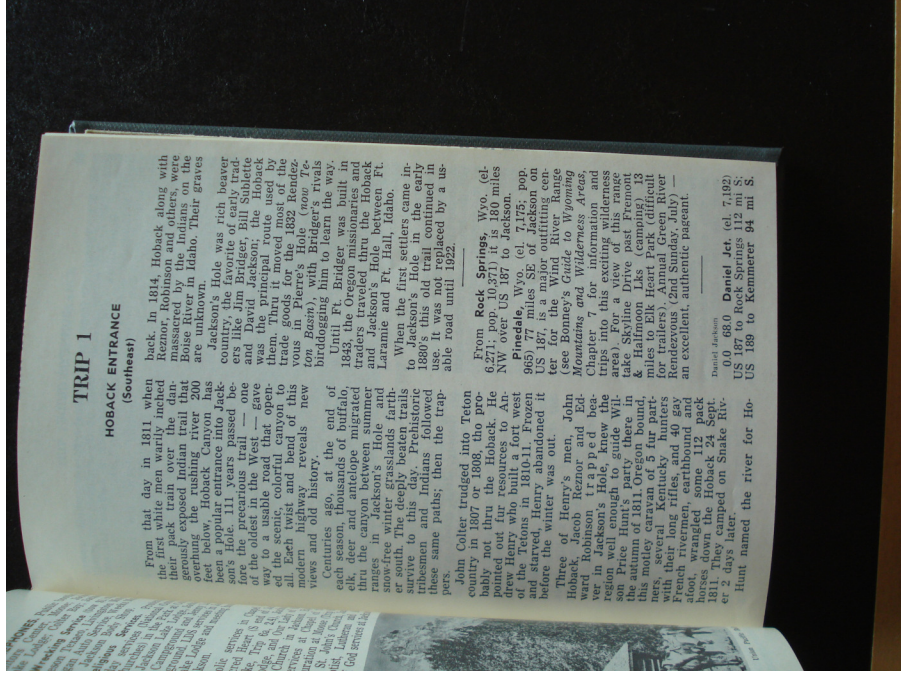 TRIP 1
HOBACK ENTRANCE
(Southeast)
From that day in 1811 when
the first white men warily inched
their pack train over the dan-
gerously exposed Indian trail that
overhung the rushing river 200
feet below, Hoback Canyon has
been a popular entrance into Jack-
son's Hole. 111 years passed be-
fore the precarious trail — one
of the oldest in the West — gave
way to a usable road that open-
ed the scenic, colorful canyon to
all. Each twist and bend of this
modern highway reveals new
views and old history.
Centuries ago, at the end of
each season, thousands of buffalo,
elk, deer and antelope migrated
thru the canyon between summer
ranges in Jackson's Hole and
snow-free winter grasslands farth-
er south. The deeply beaten trails
survive to this day. Prehistoric
tribesmen and Indians followed
these same paths; then the trap-
pers.
John Colter trudged into Teton
country in 1807 or 1808, tho pro-
babably not thru the Hoback. He
pointed out fur resources to An-
drew Henry who built a fort west
of the Tetons in 1810-11. Frozen
and starved, Henry abandoned it
before the winter was out.
Three of Henry's men, John
Hoback, Jacob Reznor and Ed-
ward Robinson trapped bea-
ver in Jackson's Hole, knew the
region well enough to guide Wil-
son Price Hunt's party there in
the autumn of 1811. Oregon bound,
this motley caravan of 5 fur part-
ners, several Kentucky hunters
with their long rifles, and 40 gay
French rivermen, earthbound and
afoot, wrangled some 112 pack
horses down the Hoback 24 Sept.
1811. They camped on Snake Riv-
er 2 days later.
Hunt named the river for Ho-
back. In 1814, Hoback along with
Reznor, Robinson and others, were
massacred by the Indians on the
Boise River in Idaho. Their graves
are unknown.
Jackson's Hole was rich beaver
country, the favorite of early trad-
ers like Jim Bridger, Bill Sublette
and David Jackson; the Hoback
was the principal route used by
them. Thru it moved most of the
trade goods for the 1832 Rendez-
vous in Pierre's Hole (now Te-
ton Basin), with Bridger's rivals
birddogging him to learn the way.
Until Ft. Bridger was built in
1843, the Oregon missionaries and
traders traveled thru the Hoback
and Jackson's Hole between Ft.
Laramie and Ft. Hall, Idaho.
When the first settlers came in-
to Jackson's Hole in the early
1880's this old trail continued in
use. It was not replaced by a us-
able road until 1922.
From Rock Springs, Wyo. (el.
6,271; pop. 10,371) it is 180 miles
NW over US 187 to Jackson.
Pinedale, Wyo. (el. 7,175; pop.
965) 77 miles SE of Jackson on
US 187, is a major outfitting cen-
ter for the Wind River Range
(see Bonney's Guide to Wyoming
Mountains and Wilderness Areas,
Chapter 7 for information and
trips into this exciting wilderness
area). For a view of this range
take Skyline Drive past Fremont
& Halfmoon Lks (camping) 13
miles to Elk Heart Park (difficult
for trailers). Annual Green River
Rendezvous (2nd Sunday, July) —
an excellent, authentic pageant.
Daniel Jackson
00.0 68.0 Daniel Jct. (el. 7,192)
US 187 to Rock Springs 112 mi S;
US 189 to Kemmerer 94 mi S.